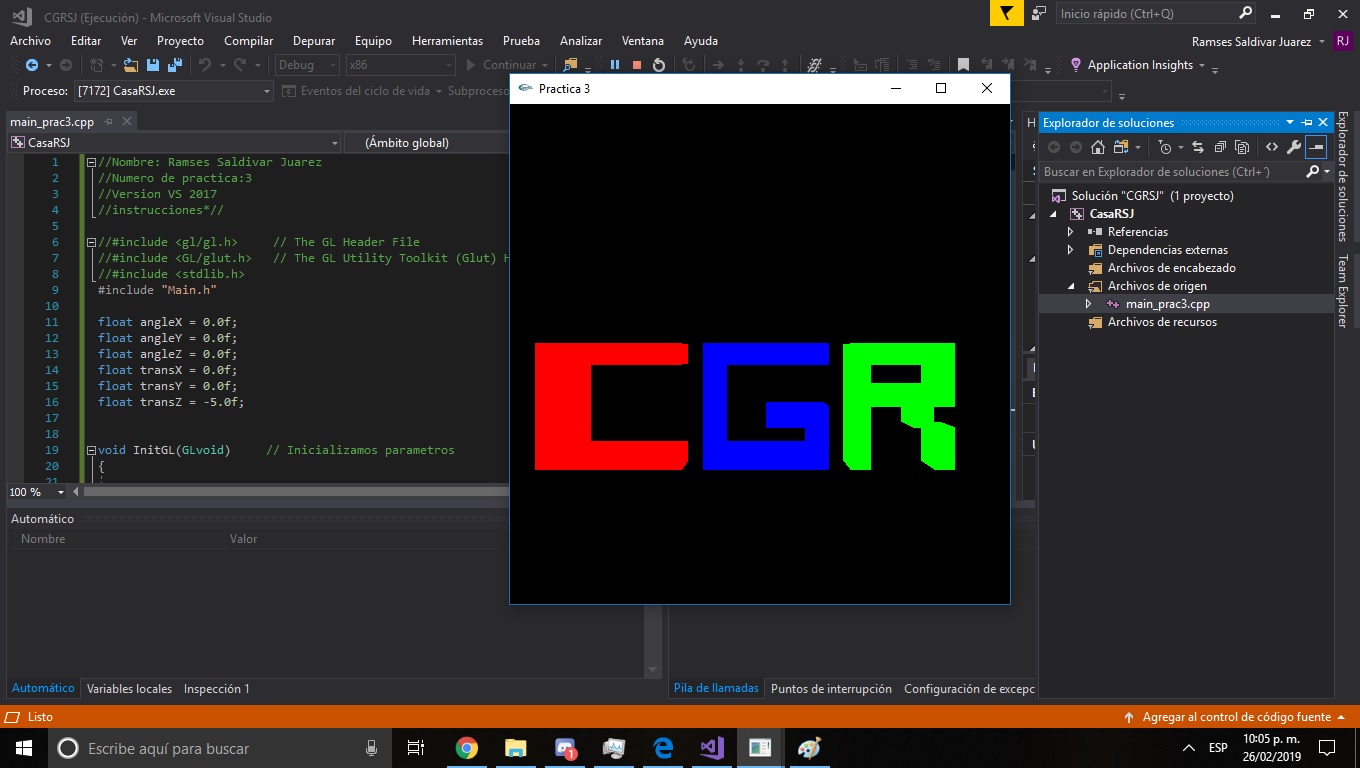 CGRSJ (Ejecución) - Microsoft Visual Studio
Inicio rápido (Ctrl+Q)
Archivo Editar Ver Proyecto Compilar Depurar Equipo Herramientas Prueba Analizar Ventana Ayuda
Ramses Saldivar Juarez RJ
Debug x86 Continuar Application Insights
Proceso: [7172] CasaRSJ.exe Eventos del ciclo de vida Subproceso
Practica 3
main_prac3.cpp
CasaRSJ (Ámbito global)
1 //Nombre: Ramses Saldivar Juarez
2 //Numero de practica:3
3 //Version VS 2017
4 //instrucciones*//
5
6 //#include <gl/gl.h> // The GL Header File
7 //#include <GL/glut.h> // The GL Utility Toolkit (Glut) H
8 //#include <stdlib.h>
9 #include "Main.h"
10
11 float angleX = 0.0f;
12 float angleY = 0.0f;
13 float angleZ = 0.0f;
14 float transX = 0.0f;
15 float transY = 0.0f;
16 float transZ = -5.0f;
17
18
19 void InitGL(GLvoid) // Inicializamos parametros
20 {
21
100 %
CGR
Explorador de soluciones
Buscar en Explorador de soluciones (Ctrl+´)
Solución "CGRSJ" (1 proyecto)
CasaRSJ
Referencias
Dependencias externas
Archivos de encabezado
Archivos de origen
main_prac3.cpp
Archivos de recursos
Explorador de soluciones
Team Explorer
Automático
Nombre Valor
Automático Variables locales Inspección 1
Pila de llamadas Puntos de interrupción Configuración de excepc
Listo
Agregar al control de código fuente
Escribe aquí para buscar
1
ESP
10:05 p. m.
26/02/2019